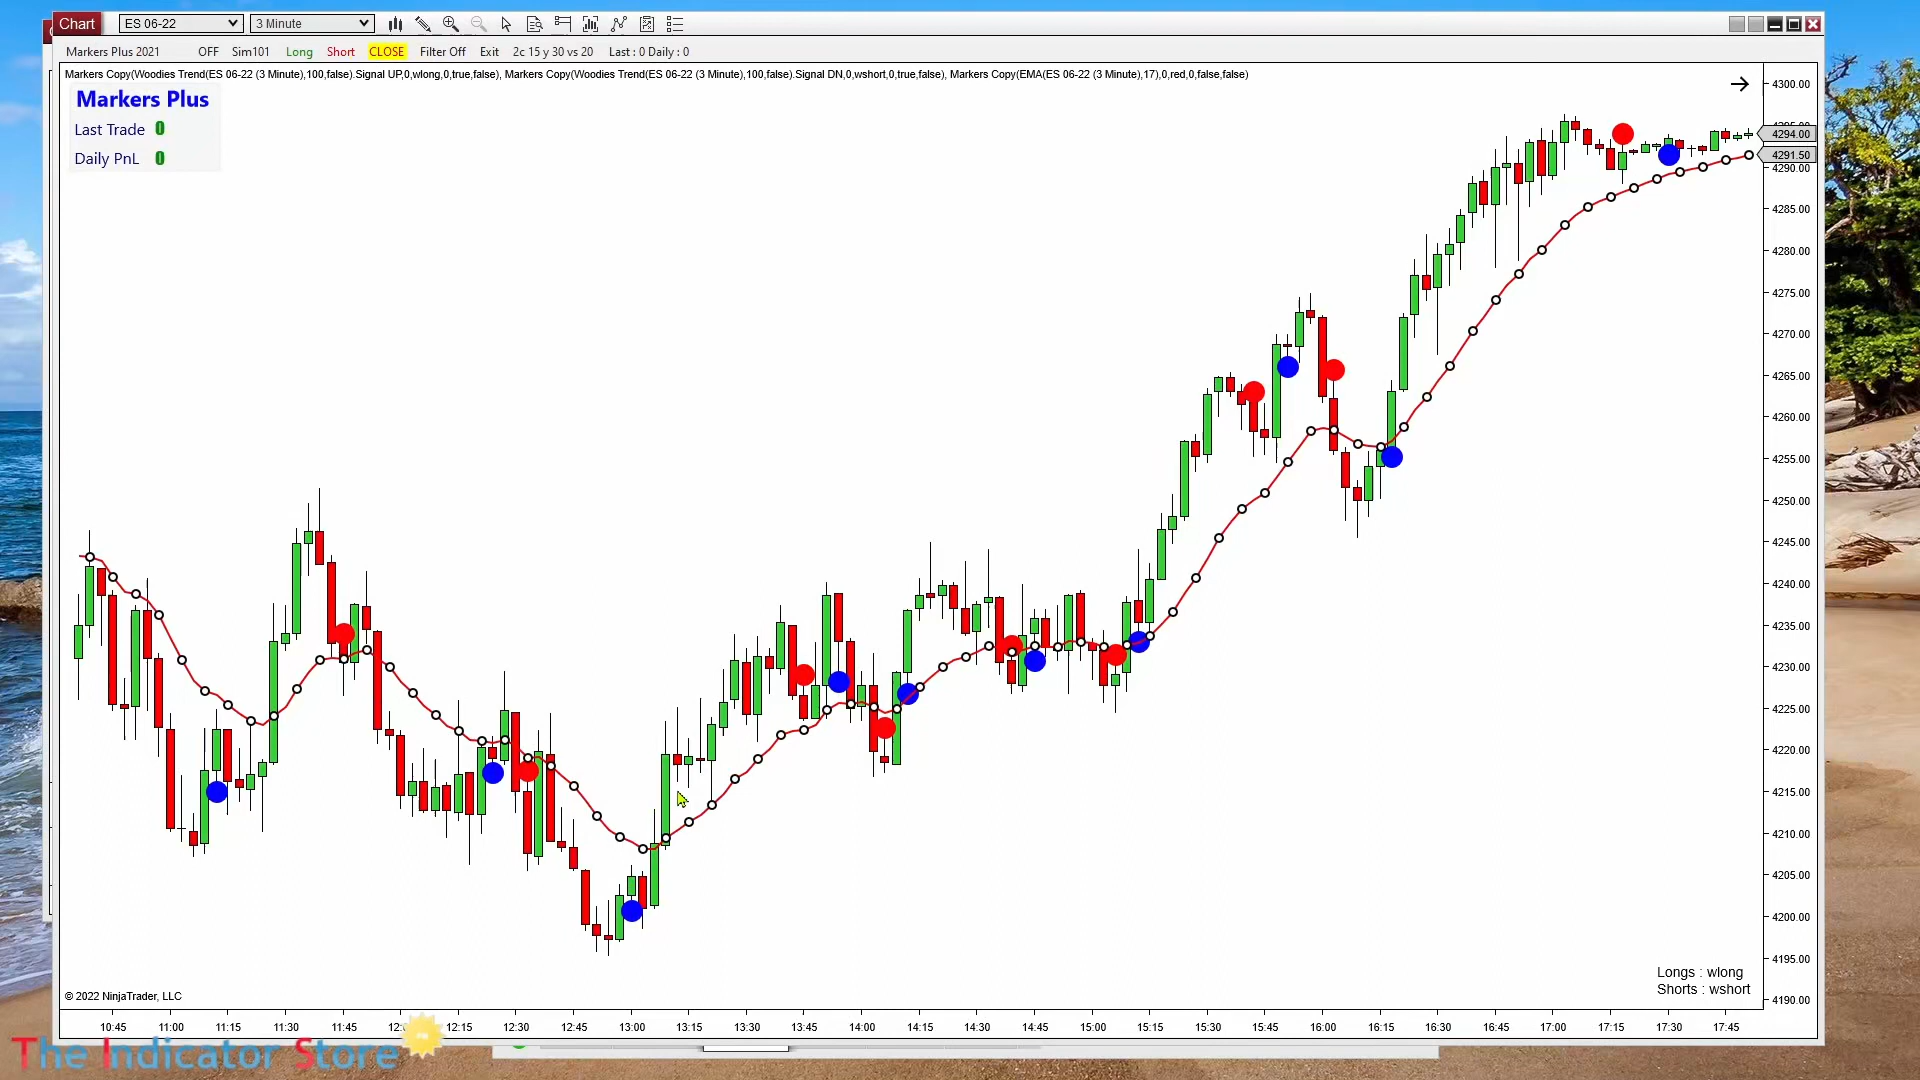 Chart ES 06-22 3 Minute
Markers Plus 2021 OFF Sim101 Long Short CLOSE Filter Off Exit 2c 15 y 30 vs 20 Last : 0 Daily : 0
Markers Copy(Woodies Trend(ES 06-22 (3 Minute),100,false).Signal UP,0,wlong,0,true,false), Markers Copy(Woodies Trend(ES 06-22 (3 Minute),100,false).Signal DN,0,wshort,0,true,false), Markers Copy(EMA(ES 06-22 (3 Minute),17),0,red,0,false,false)
Markers Plus
Last Trade 0
Daily PnL 0
4300.00
4294.00
4291.50
4290.00
4285.00
4280.00
4275.00
4270.00
4265.00
4260.00
4255.00
4250.00
4245.00
4240.00
4235.00
4230.00
4225.00
4220.00
4215.00
4210.00
4205.00
4200.00
4195.00
4190.00
Longs : wlong
Shorts : wshort
© 2022 NinjaTrader, LLC
10:45 11:00 11:15 11:30 11:45 12:15 12:30 12:45 13:00 13:15 13:30 13:45 14:00 14:15 14:30 14:45 15:00 15:15 15:30 15:45 16:00 16:15 16:30 16:45 17:00 17:15 17:30 17:45
The Indicator Store